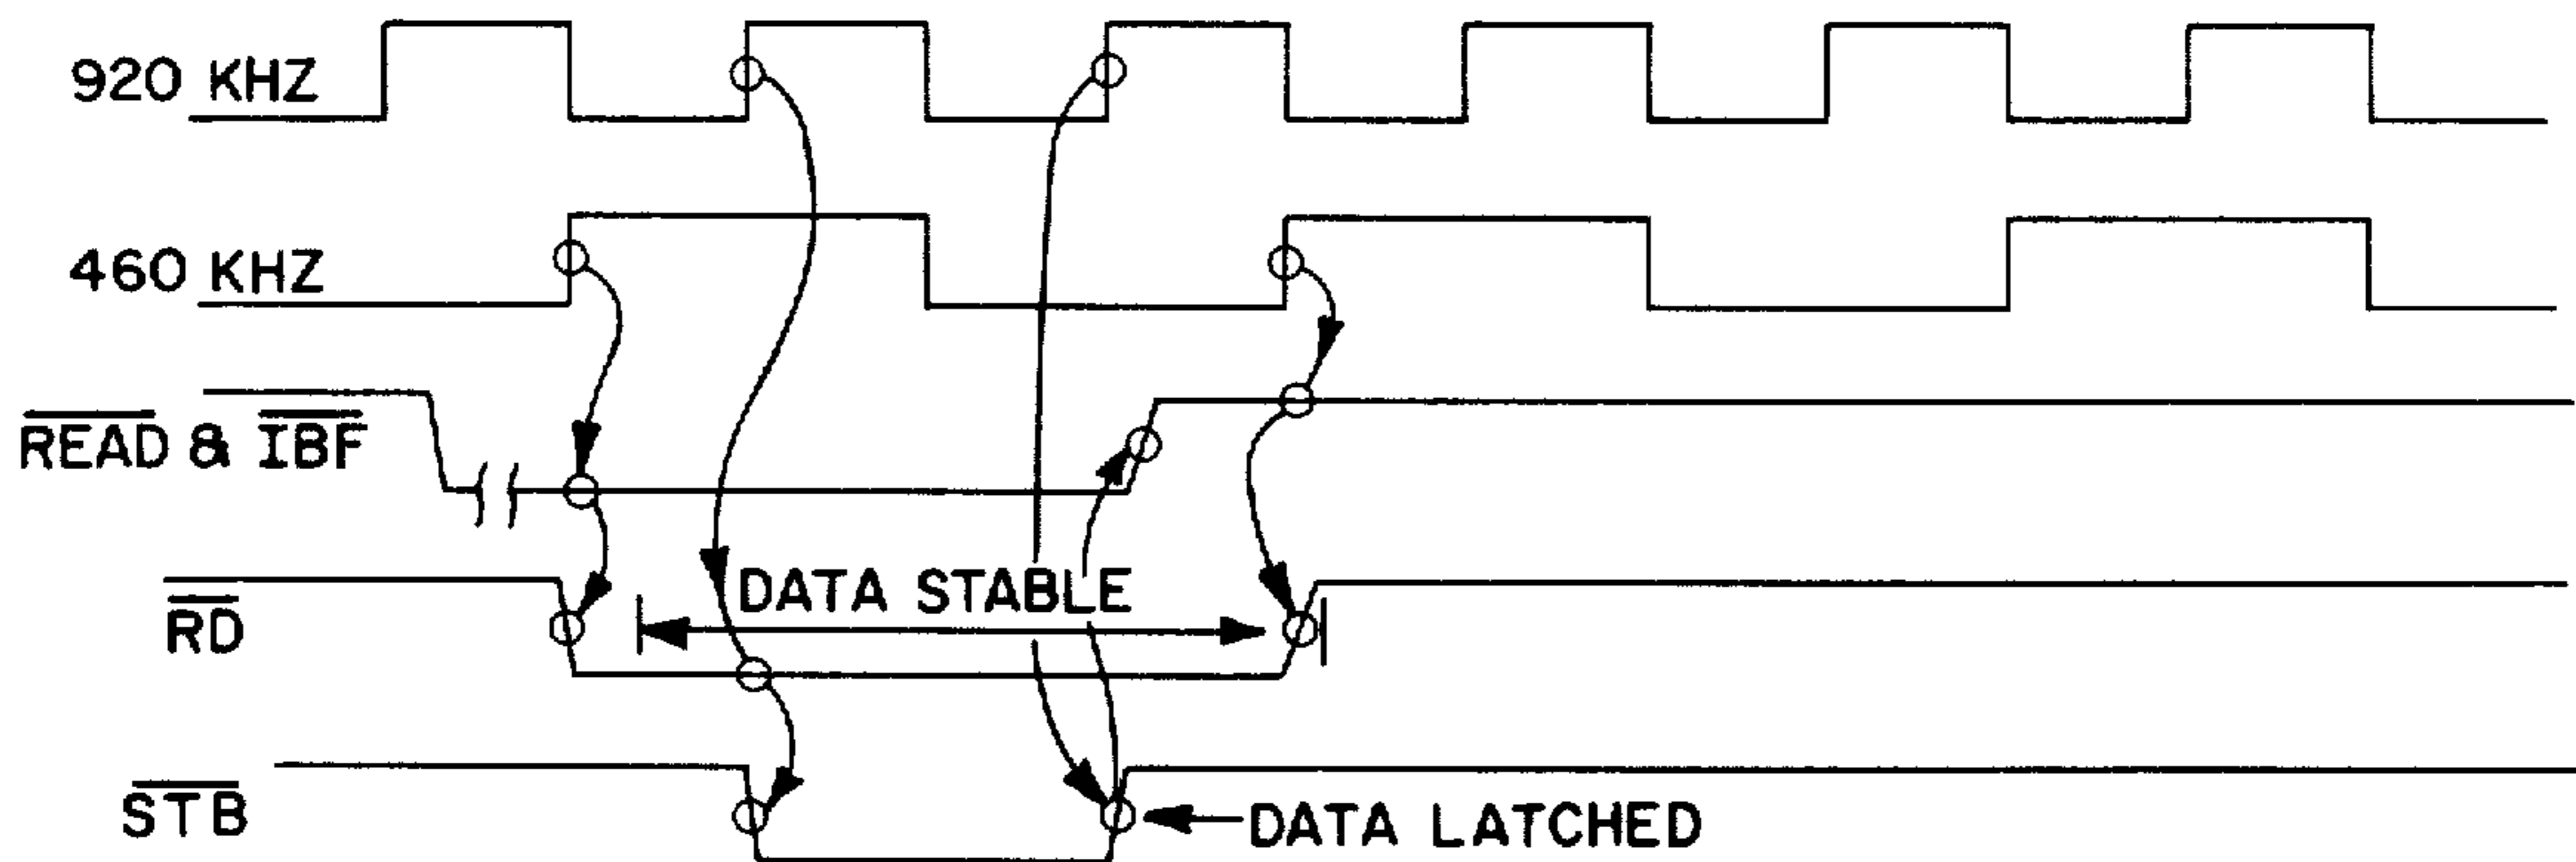 920 KHZ
460 KHZ
READ & IBF
DATA STABLE
RD
STB
DATA LATCHED